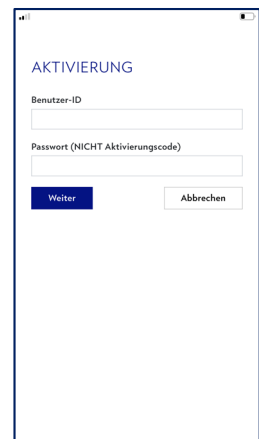 AKTIVIERUNG
Benutzer-ID
Passwort (NICHT Aktivierungscode)
Weiter Abbrechen